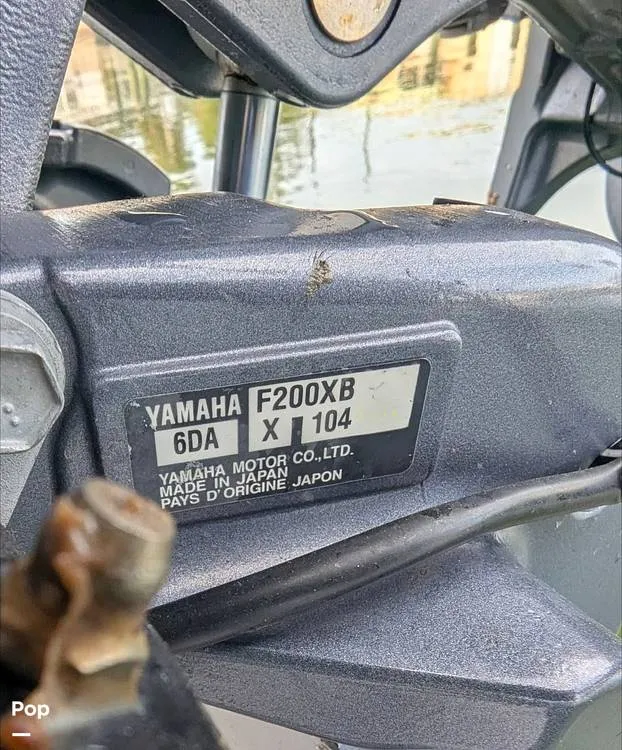 YAMAHA F200XB
6DA X 104
YAMAHA MOTOR CO.,LTD.
MADE IN JAPAN
PAYS D'ORIGINE JAPON
Pop